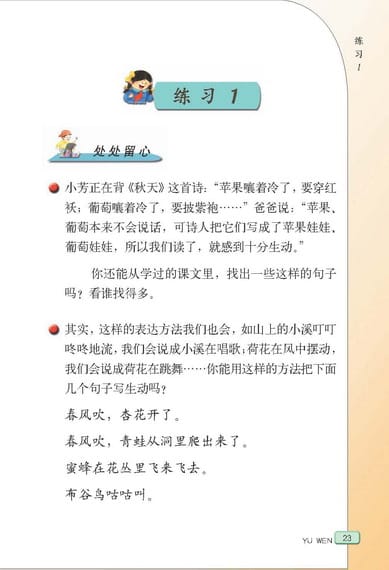 练习1
练习 1
处处留心
小芳正在背《秋天》这首诗：“苹果嚷着冷了，要穿红
袄；葡萄嚷着冷了，要披紫袍……”爸爸说：“苹果、
葡萄本来不会说话，可诗人把它们写成了苹果娃娃、
葡萄娃娃，所以我们读了，就感到十分生动。”
你还能从学过的课文里，找出一些这样的句子
吗？看谁找得多。
其实，这样的表达方法我们也会，如山上的小溪叮叮
咚咚地流，我们会说成小溪在唱歌；荷花在风中摆动，
我们会说成荷花在跳舞……你能用这样的方法把下面
几个句子写生动吗？
春风吹，杏花开了。
春风吹，青蛙从洞里爬出来了。
蜜蜂在花丛里飞来飞去。
布谷鸟咕咕叫。
YU WEN 23